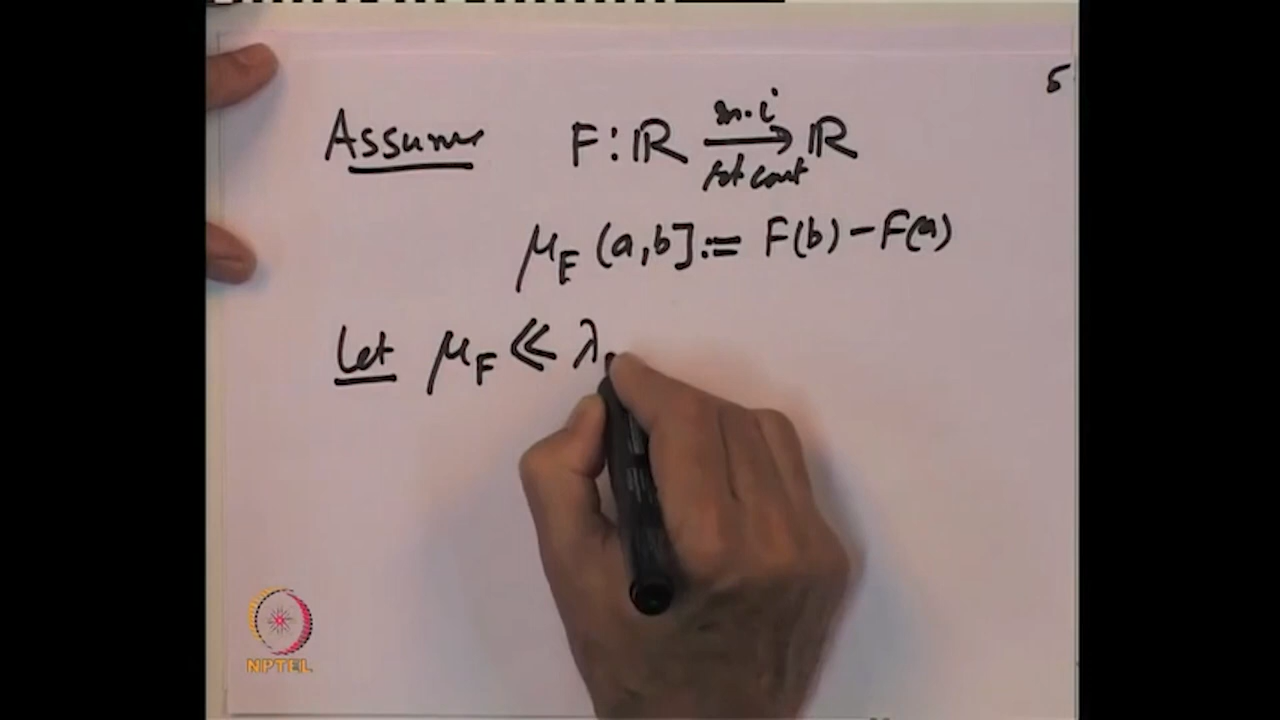 5
Assume F : ℝ → ℝ
m.i
rt cont
μ_F (a, b] := F(b) − F(a)
Let μ_F ≪ λ
NPTEL